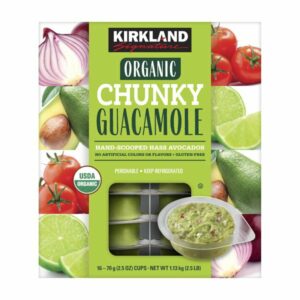 KIRKLAND
Signature
ORGANIC
CHUNKY
GUACAMOLE
HAND-SCOOPED HASS AVOCADOS
NO ARTIFICIAL COLORS OR FLAVORS • GLUTEN FREE
USDA
ORGANIC
PERISHABLE • KEEP REFRIGERATED
16 - 70 g (2.5 OZ) CUPS • NET WT 1.13 kg (2.5 LB)